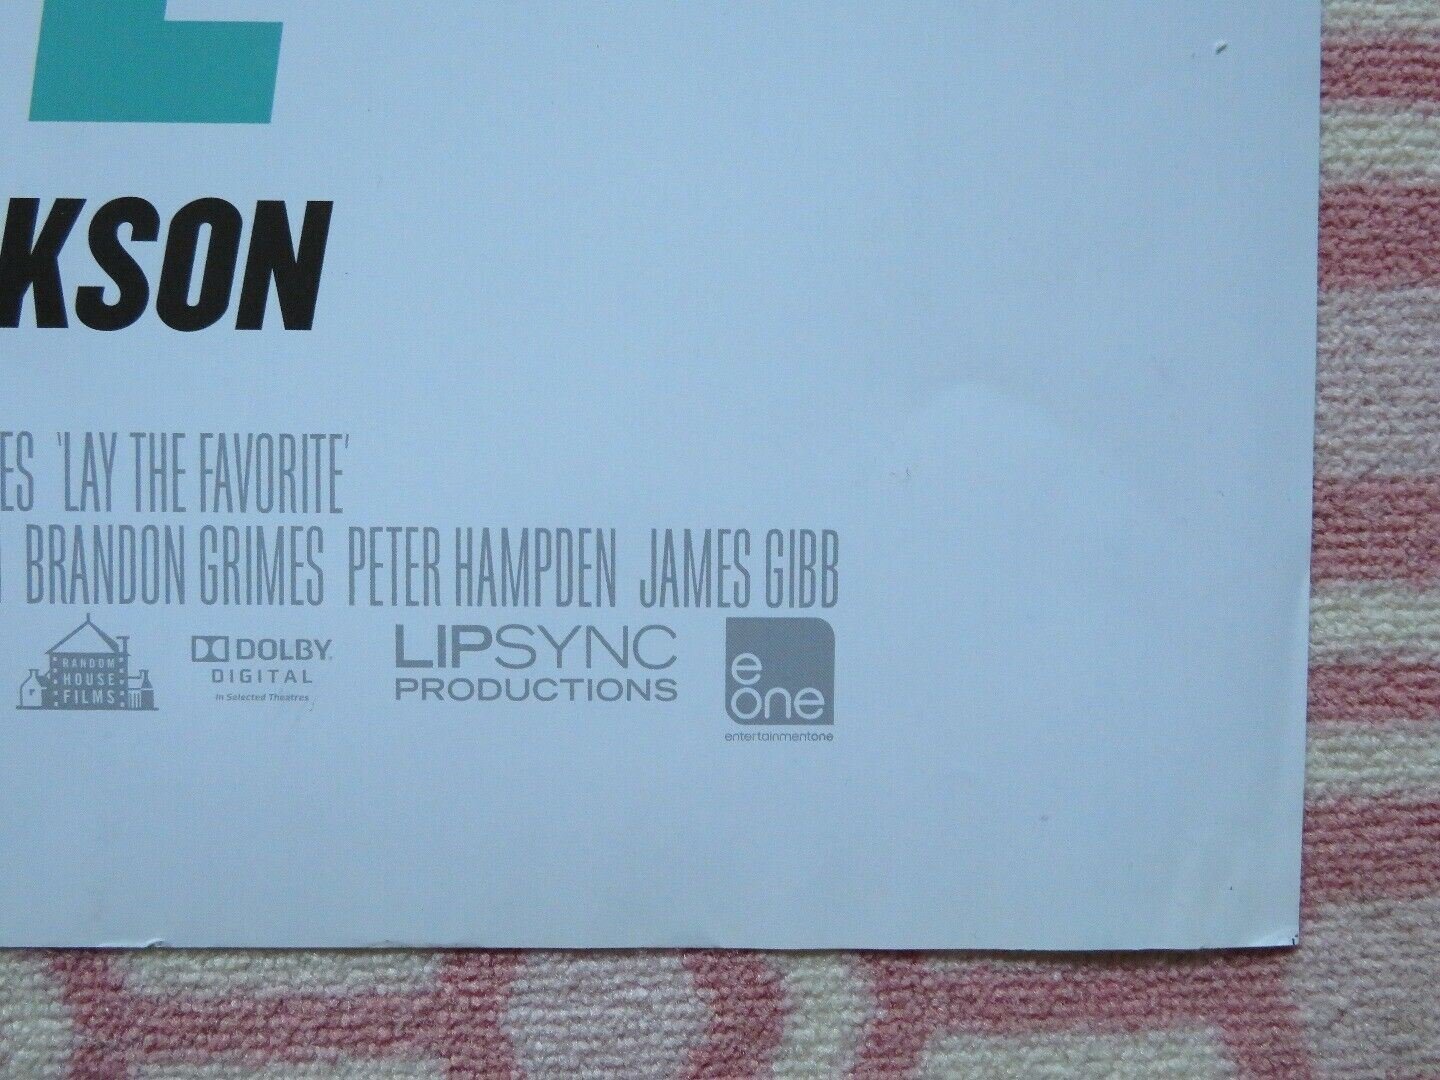 KSON
ES 'LAY THE FAVORITE'
BRANDON GRIMES PETER HAMPDEN JAMES GIBB
RANDOM
HOUSE
FILMS
DOLBY
DIGITAL
In Selected Theatres
LIPSYNC
PRODUCTIONS
e
one
entertainmentone